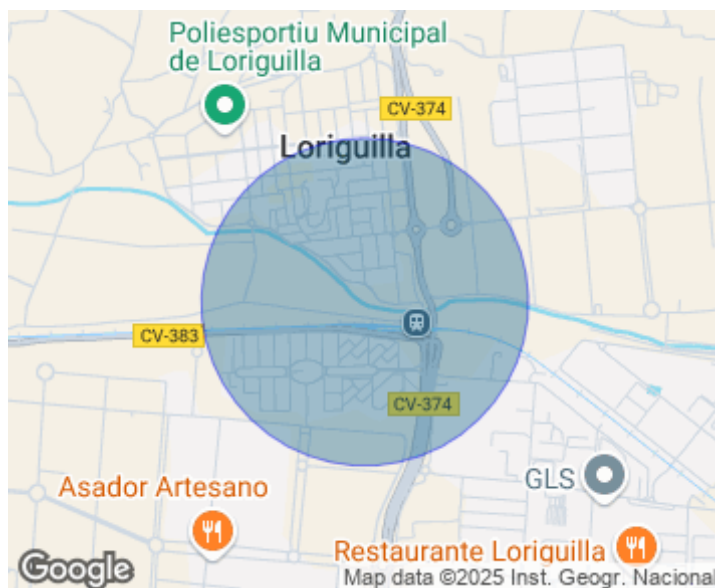 Poliesportiu Municipal
de Loriguilla
CV-374
Loriguilla
CV-383
CV-374
GLS
Asador Artesano
Restaurante Loriguilla
Google
Map data ©2025 Inst. Geogr. Nacional